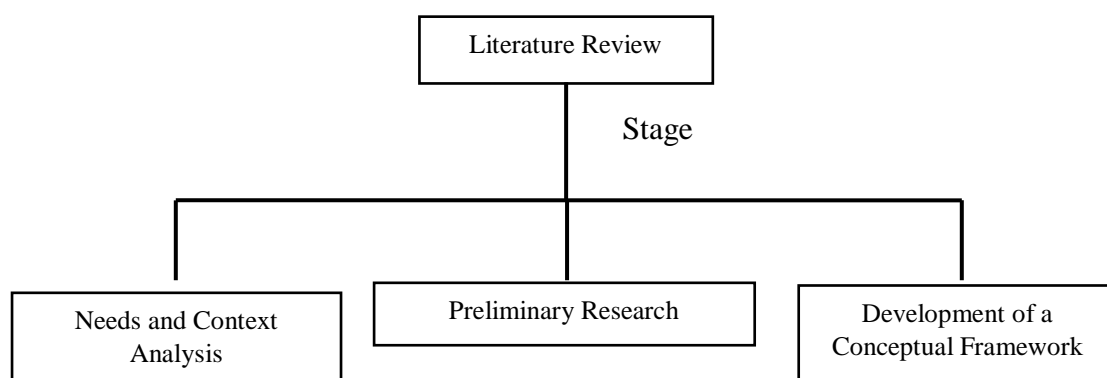 Literature Review
Stage
Needs and Context
Analysis
Preliminary Research
Development of a
Conceptual Framework